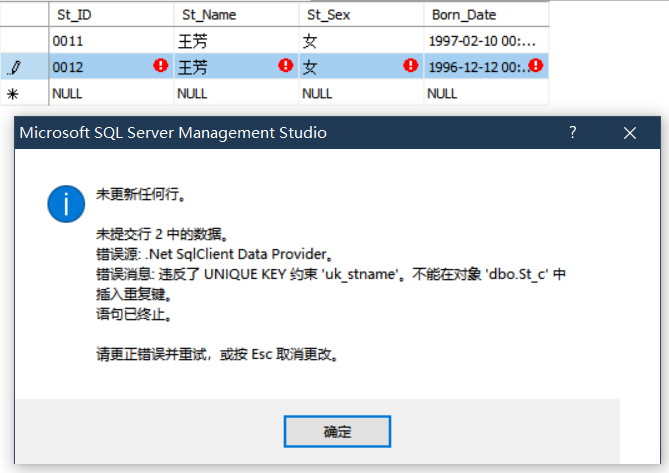 St_ID St_Name St_Sex Born_Date
0011 王芳 女 1997-02-10 00:...
0012 王芳 女 1996-12-12 00:...
NULL NULL NULL NULL
Microsoft SQL Server Management Studio ?
未更新任何行。
未提交行 2 中的数据。
错误源: .Net SqlClient Data Provider。
错误消息: 违反了 UNIQUE KEY 约束 'uk_stname'。不能在对象 'dbo.St_c' 中
插入重复键。
语句已终止。
请更正错误并重试，或按 Esc 取消更改。
确定